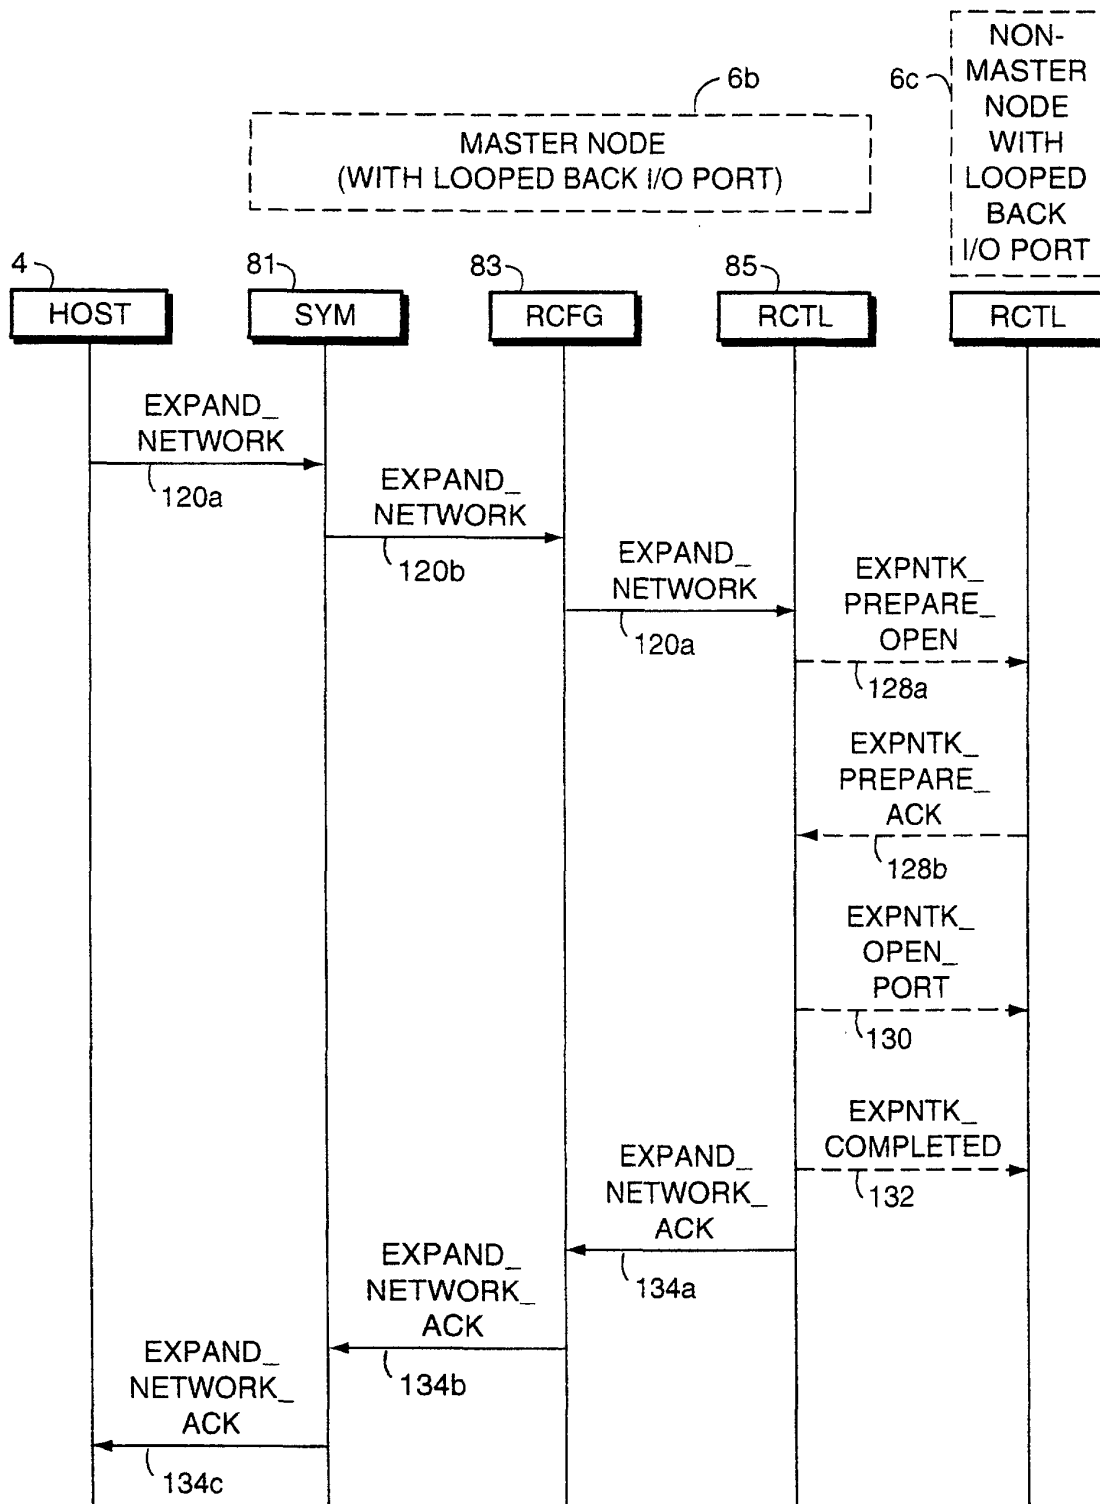 NON-
MASTER
NODE
WITH
LOOPED
BACK
I/O PORT
6c
6b
MASTER NODE
(WITH LOOPED BACK I/O PORT)
4
81
83
85
HOST
SYM
RCFG
RCTL
RCTL
EXPAND_
NETWORK
120a
EXPAND_
NETWORK
120b
EXPAND_
NETWORK
120a
EXPNTK_
PREPARE_
OPEN
128a
EXPNTK_
PREPARE_
ACK
128b
EXPNTK_
OPEN_
PORT
130
EXPNTK_
COMPLETED
132
EXPAND_
NETWORK_
ACK
134a
EXPAND_
NETWORK_
ACK
134b
EXPAND_
NETWORK_
ACK
134c